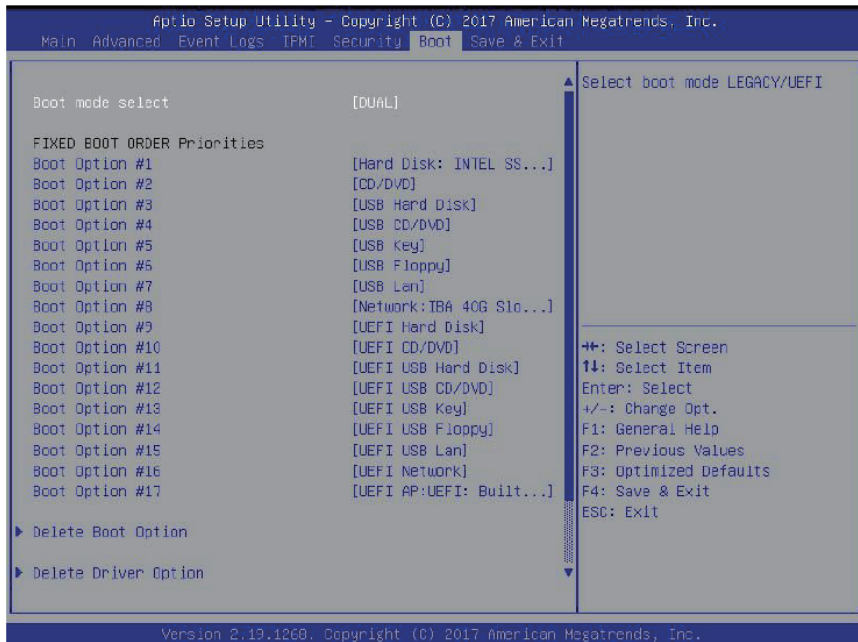 Aptio Setup Utility – Copyright (C) 2017 American Megatrends, Inc.
Main Advanced Event Logs IPMI Security Boot Save & Exit
Boot mode select [DUAL]
FIXED BOOT ORDER Priorities
Boot Option #1 [Hard Disk: INTEL SS...]
Boot Option #2 [CD/DVD]
Boot Option #3 [USB Hard Disk]
Boot Option #4 [USB CD/DVD]
Boot Option #5 [USB Key]
Boot Option #6 [USB Floppy]
Boot Option #7 [USB Lan]
Boot Option #8 [Network:IBA 40G Slo...]
Boot Option #9 [UEFI Hard Disk]
Boot Option #10 [UEFI CD/DVD]
Boot Option #11 [UEFI USB Hard Disk]
Boot Option #12 [UEFI USB CD/DVD]
Boot Option #13 [UEFI USB Key]
Boot Option #14 [UEFI USB Floppy]
Boot Option #15 [UEFI USB Lan]
Boot Option #16 [UEFI Network]
Boot Option #17 [UEFI AP:UEFI: Built...]
Delete Boot Option
Delete Driver Option
Select boot mode LEGACY/UEFI
→←: Select Screen
↑↓: Select Item
Enter: Select
+/-: Change Opt.
F1: General Help
F2: Previous Values
F3: Optimized Defaults
F4: Save & Exit
ESC: Exit
Version 2.19.1268. Copyright (C) 2017 American Megatrends, Inc.